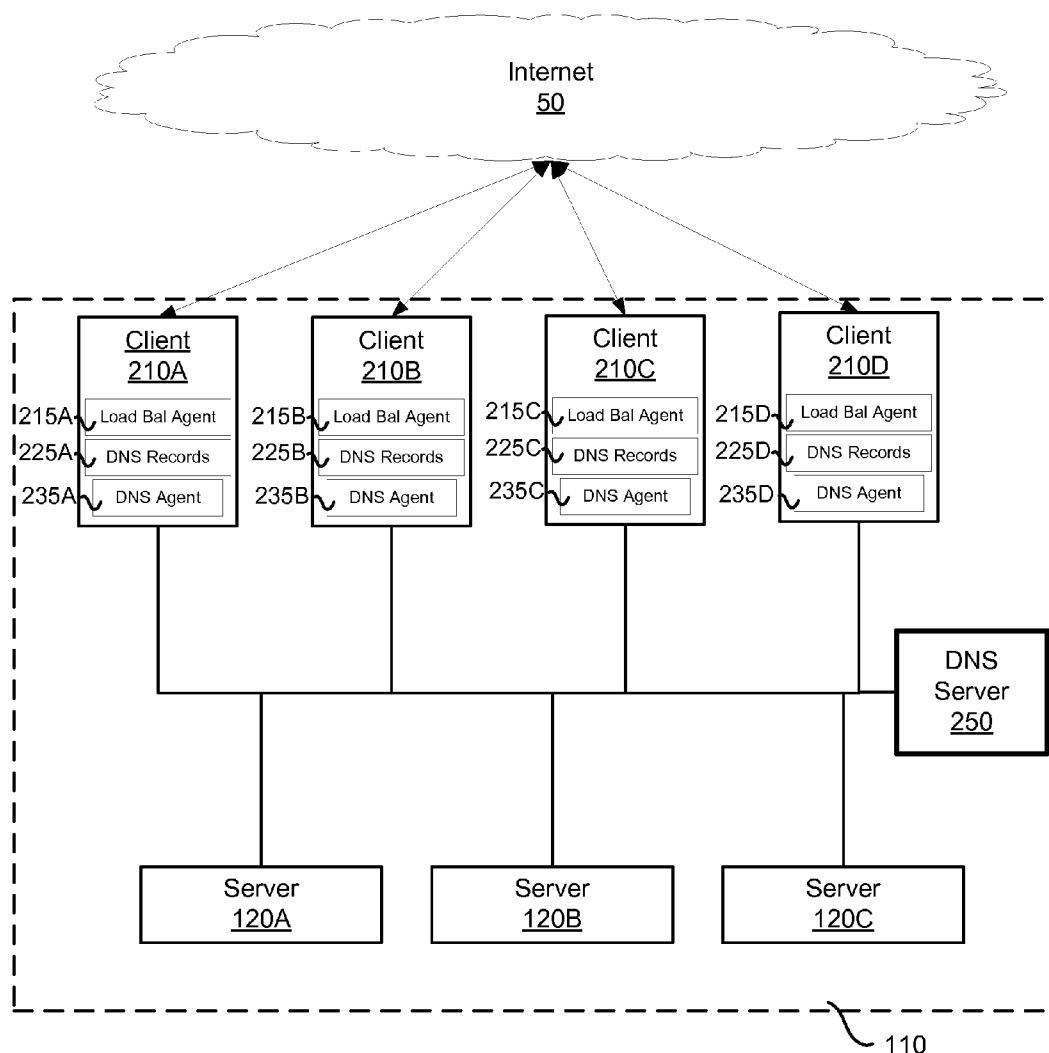 Internet
50
Client
210A
Client
210B
Client
210C
Client
210D
215A
Load Bal Agent
215B
Load Bal Agent
215C
Load Bal Agent
215D
Load Bal Agent
225A
DNS Records
225B
DNS Records
225C
DNS Records
225D
DNS Records
235A
DNS Agent
235B
DNS Agent
235C
DNS Agent
235D
DNS Agent
DNS
Server
250
Server
120A
Server
120B
Server
120C
110